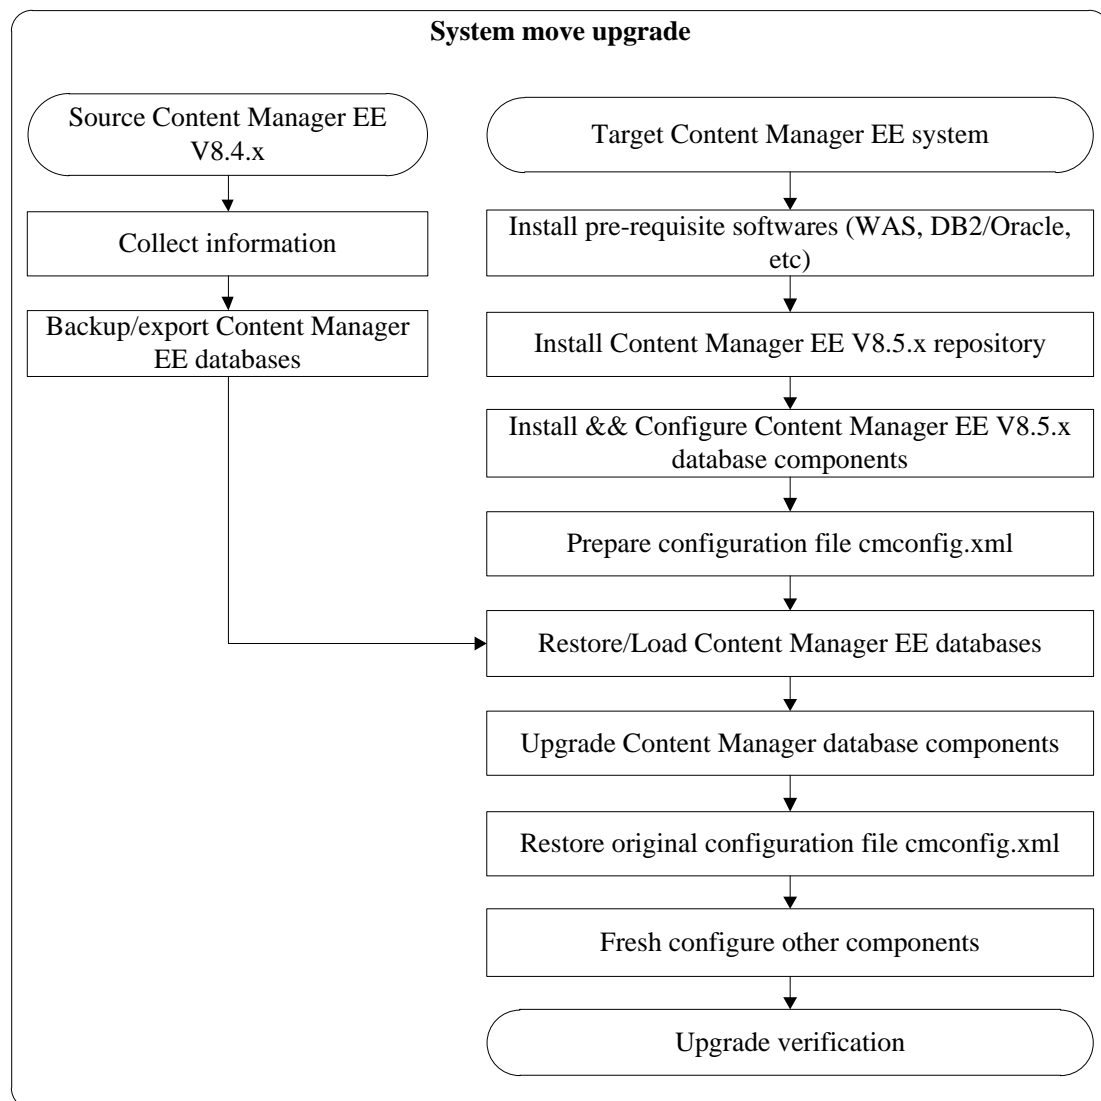 System move upgrade
Source Content Manager EE
V8.4.x
Collect information
Backup/export Content Manager
EE databases
Target Content Manager EE system
Install pre-requisite softwares (WAS, DB2/Oracle,
etc)
Install Content Manager EE V8.5.x repository
Install && Configure Content Manager EE V8.5.x
database components
Prepare configuration file cmconfig.xml
Restore/Load Content Manager EE databases
Upgrade Content Manager database components
Restore original configuration file cmconfig.xml
Fresh configure other components
Upgrade verification